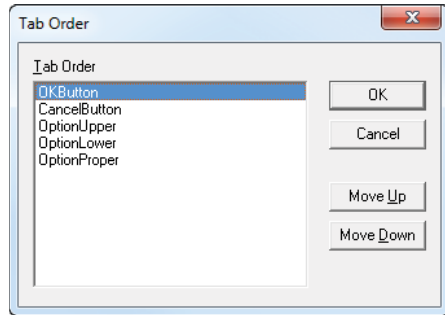 Tab Order
Tab Order
OKButton
CancelButton
OptionUpper
OptionLower
OptionProper
OK
Cancel
Move Up
Move Down